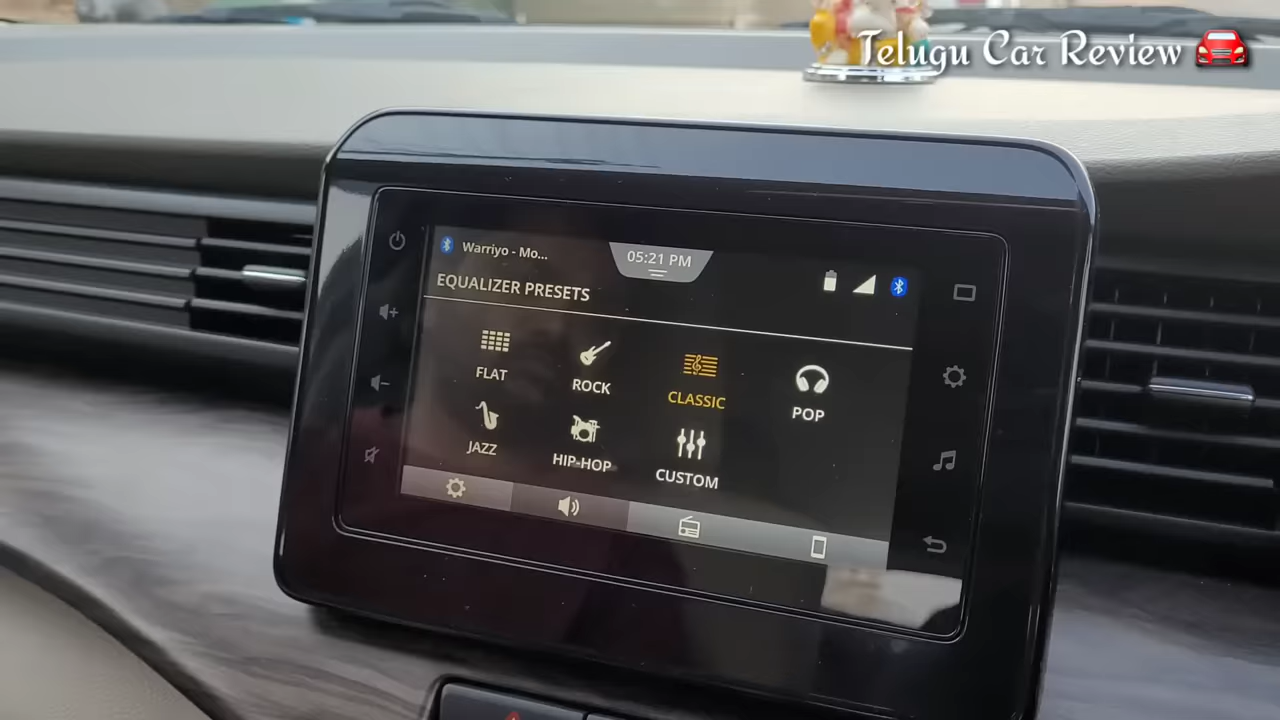 Telugu Car Review
Warriyo - Mo...
05:21 PM
EQUALIZER PRESETS
FLAT
ROCK
CLASSIC
POP
JAZZ
HIP-HOP
CUSTOM